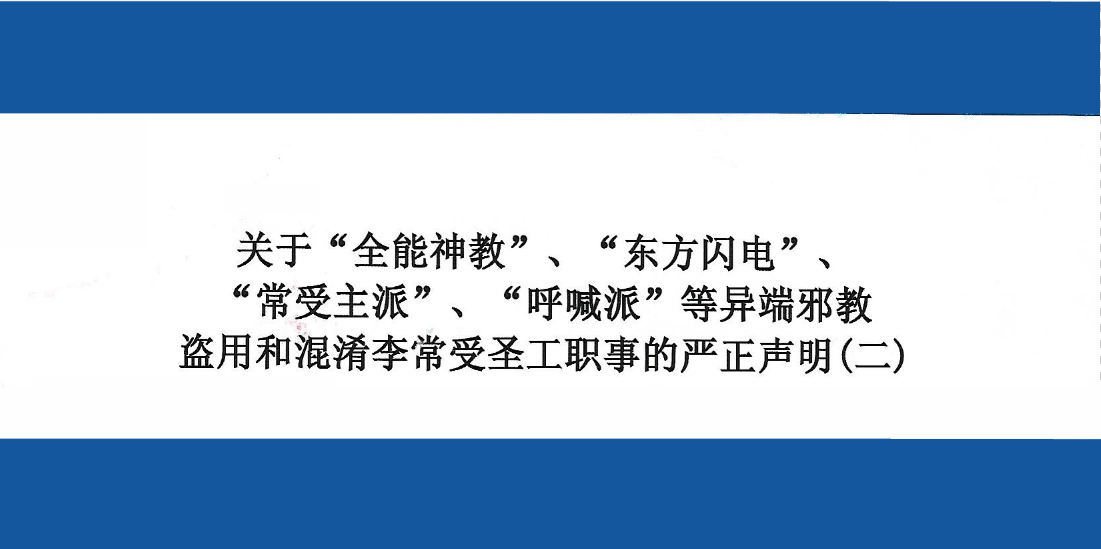 关于“全能神教”、“东方闪电”、
“常受主派”、“呼喊派”等异端邪教
盗用和混淆李常受圣工职事的严正声明(二)